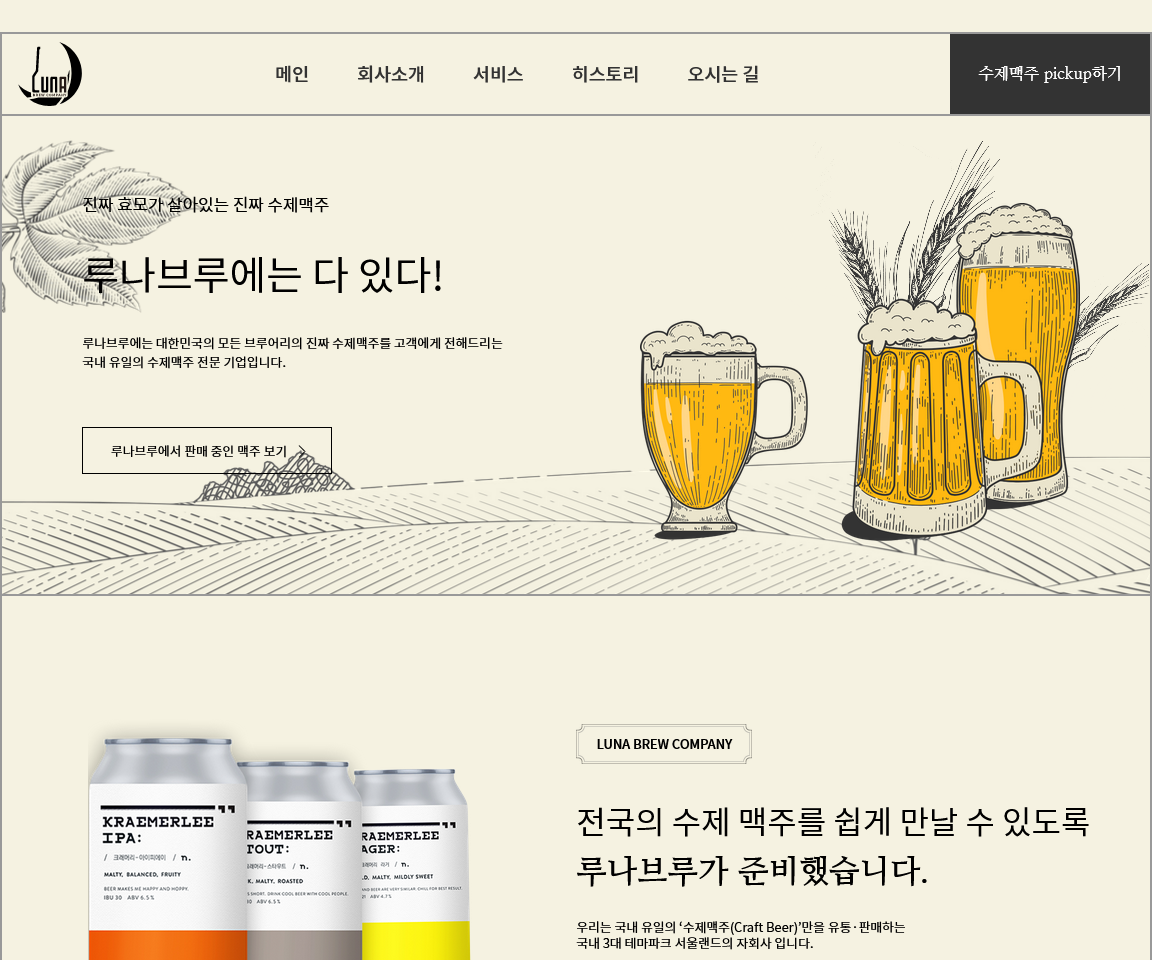 LUNA
BREW COMPANY
메인
회사소개
서비스
히스토리
오시는 길
수제맥주 pickup하기
진짜 효모가 살아있는 진짜 수제맥주
루나브루에는 다 있다!
루나브루에는 대한민국의 모든 브루어리의 진짜 수제맥주를 고객에게 전해드리는
국내 유일의 수제맥주 전문 기업입니다.
루나브루에서 판매 중인 맥주 보기
KRAEMERLEE
IPA:
/ 크래머리-아이피에이 / n.
MALTY, BALANCED, FRUITY
BEER MAKES ME HAPPY AND HOPPY.
IBU 30 ABV 6.5%
RAEMERLEE
TOUT:
크래머리-스타우트 / n.
K, MALTY, ROASTED
SHORT. DRINK COOL BEER WITH COOL PEOPLE.
30 ABV 6.5%
RAEMERLEE
AGER:
래머리 라거 / n.
LD, MALTY, MILDLY SWEET
AND BEER ARE VERY SIMILAR. CHILL FOR BEST RESULT
ABV 4.7%
LUNA BREW COMPANY
전국의 수제 맥주를 쉽게 만날 수 있도록
루나브루가 준비했습니다.
우리는 국내 유일의 ‘수제맥주(Craft Beer)’만을 유통·판매하는
국내 3대 테마파크 서울랜드의 자회사 입니다.